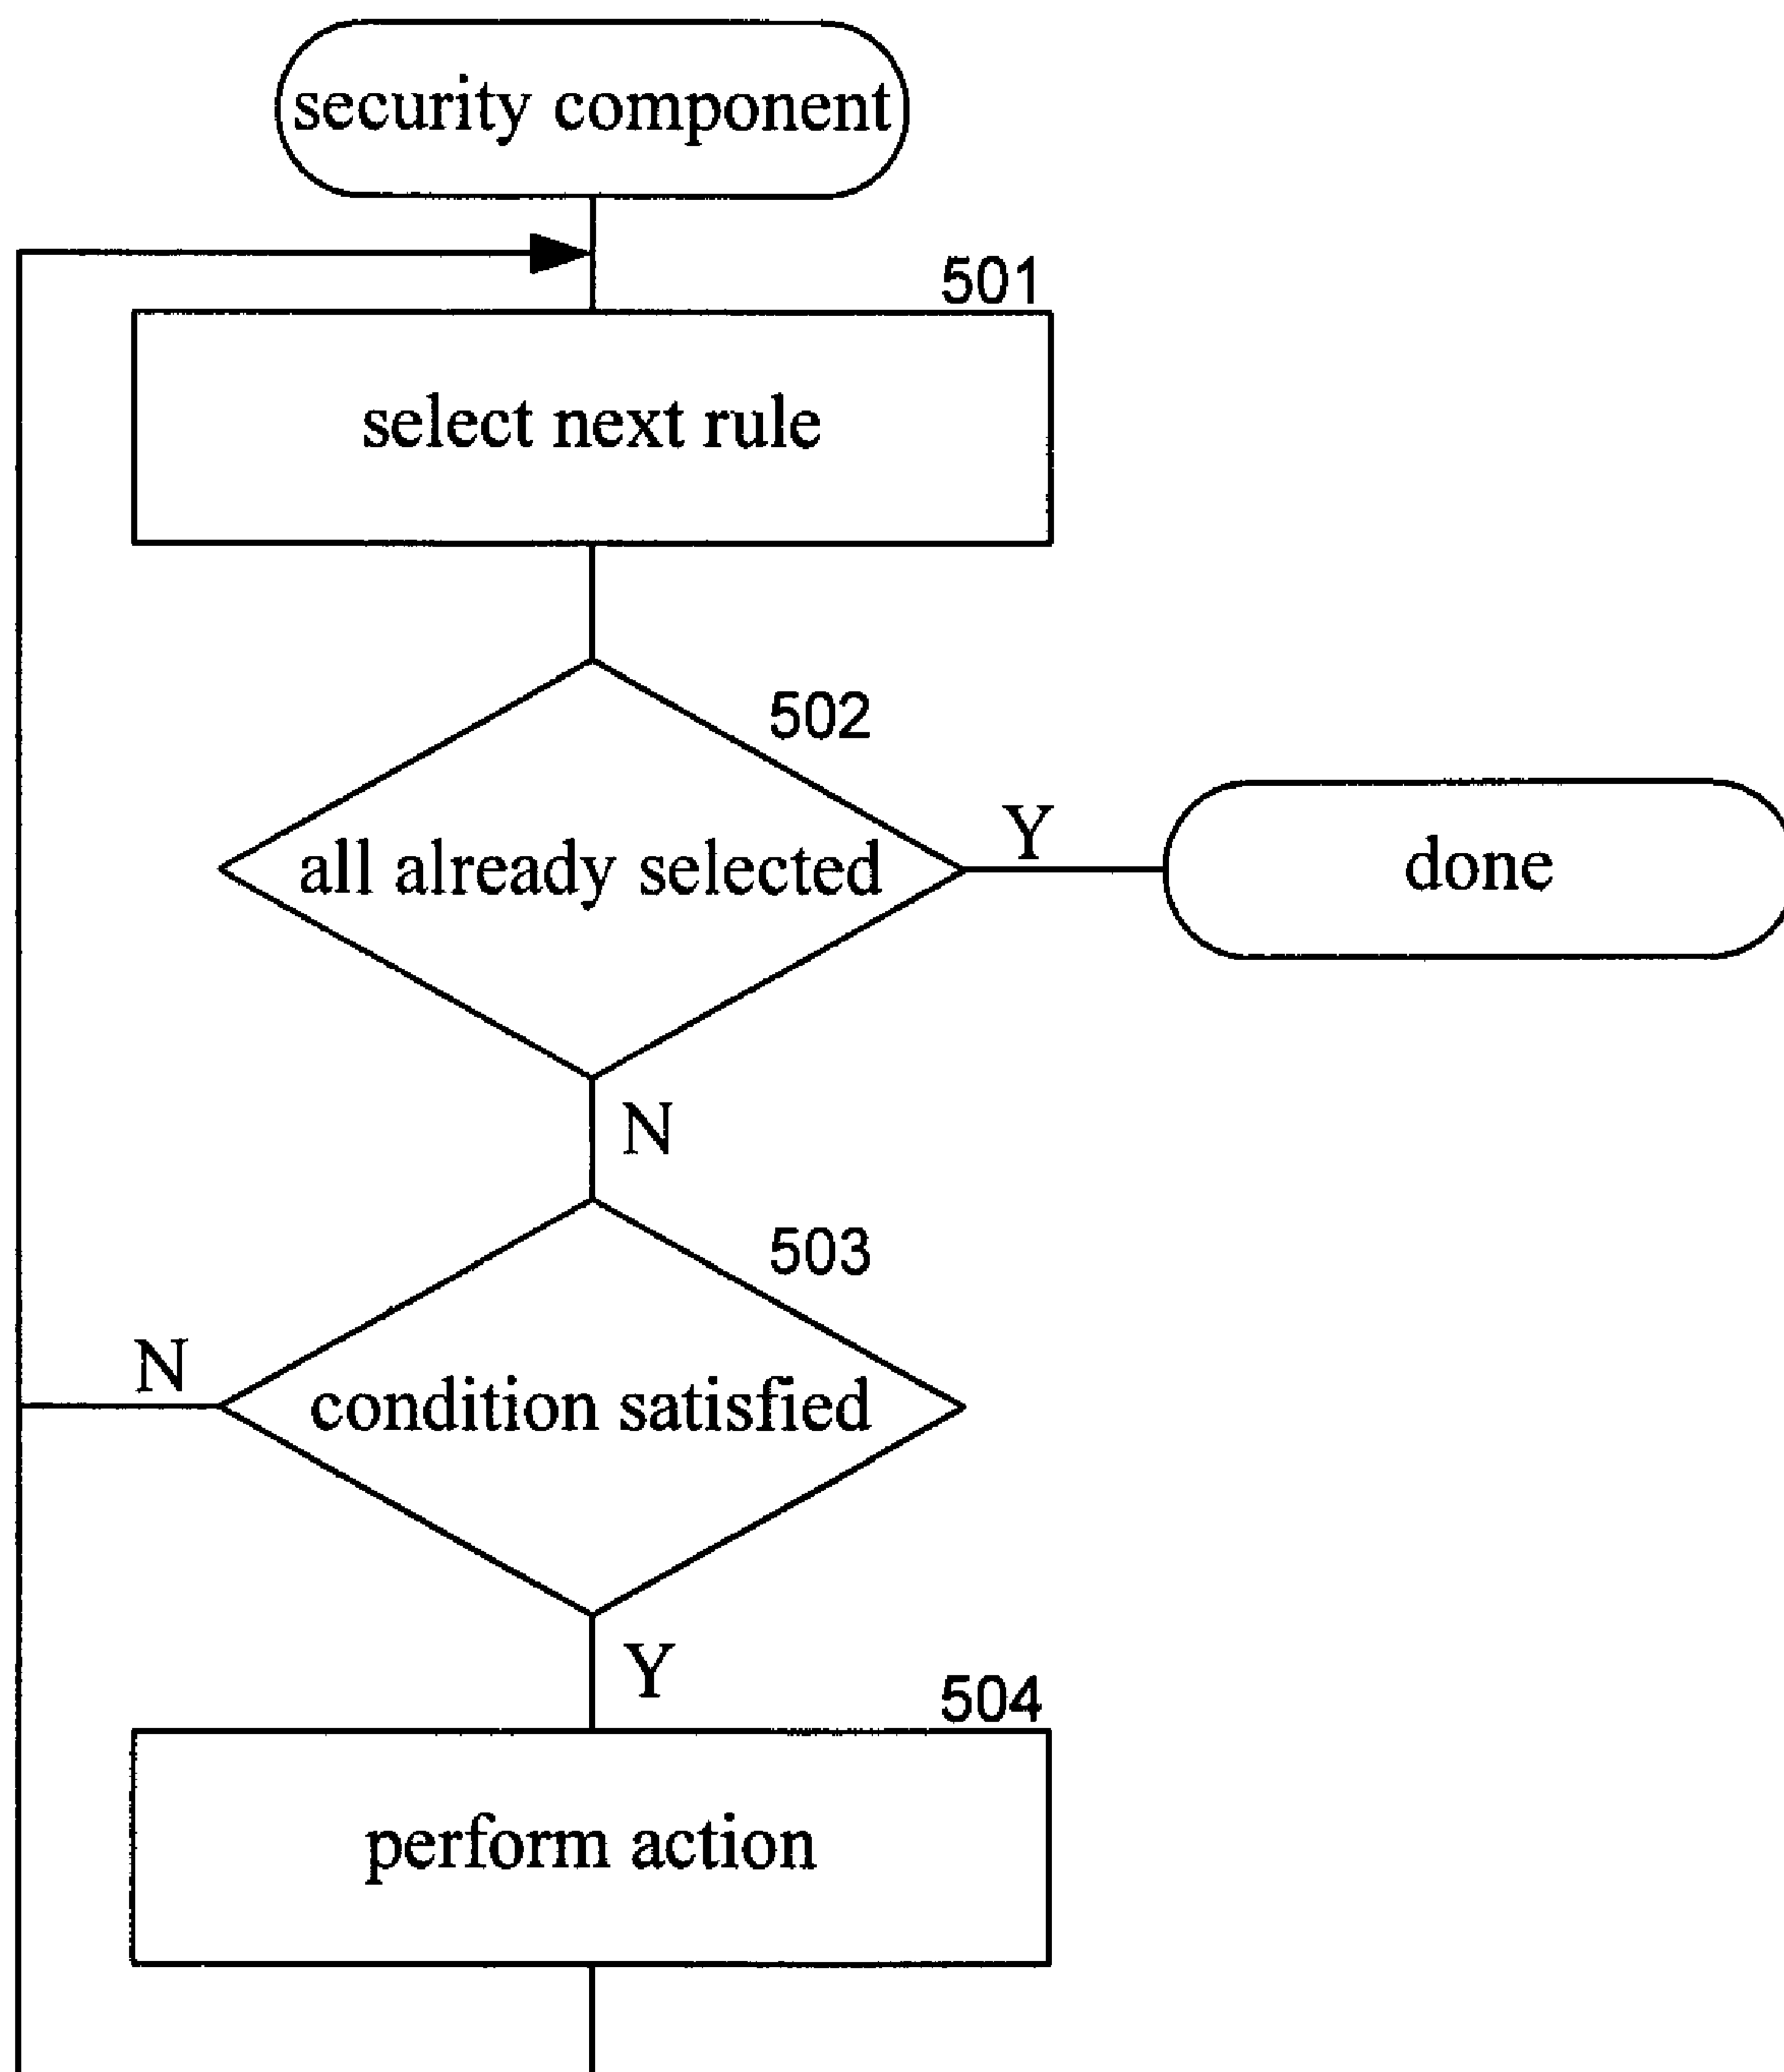 security component
501
select next rule
502
all already selected
Y
done
N
503
N
condition satisfied
Y
504
perform action